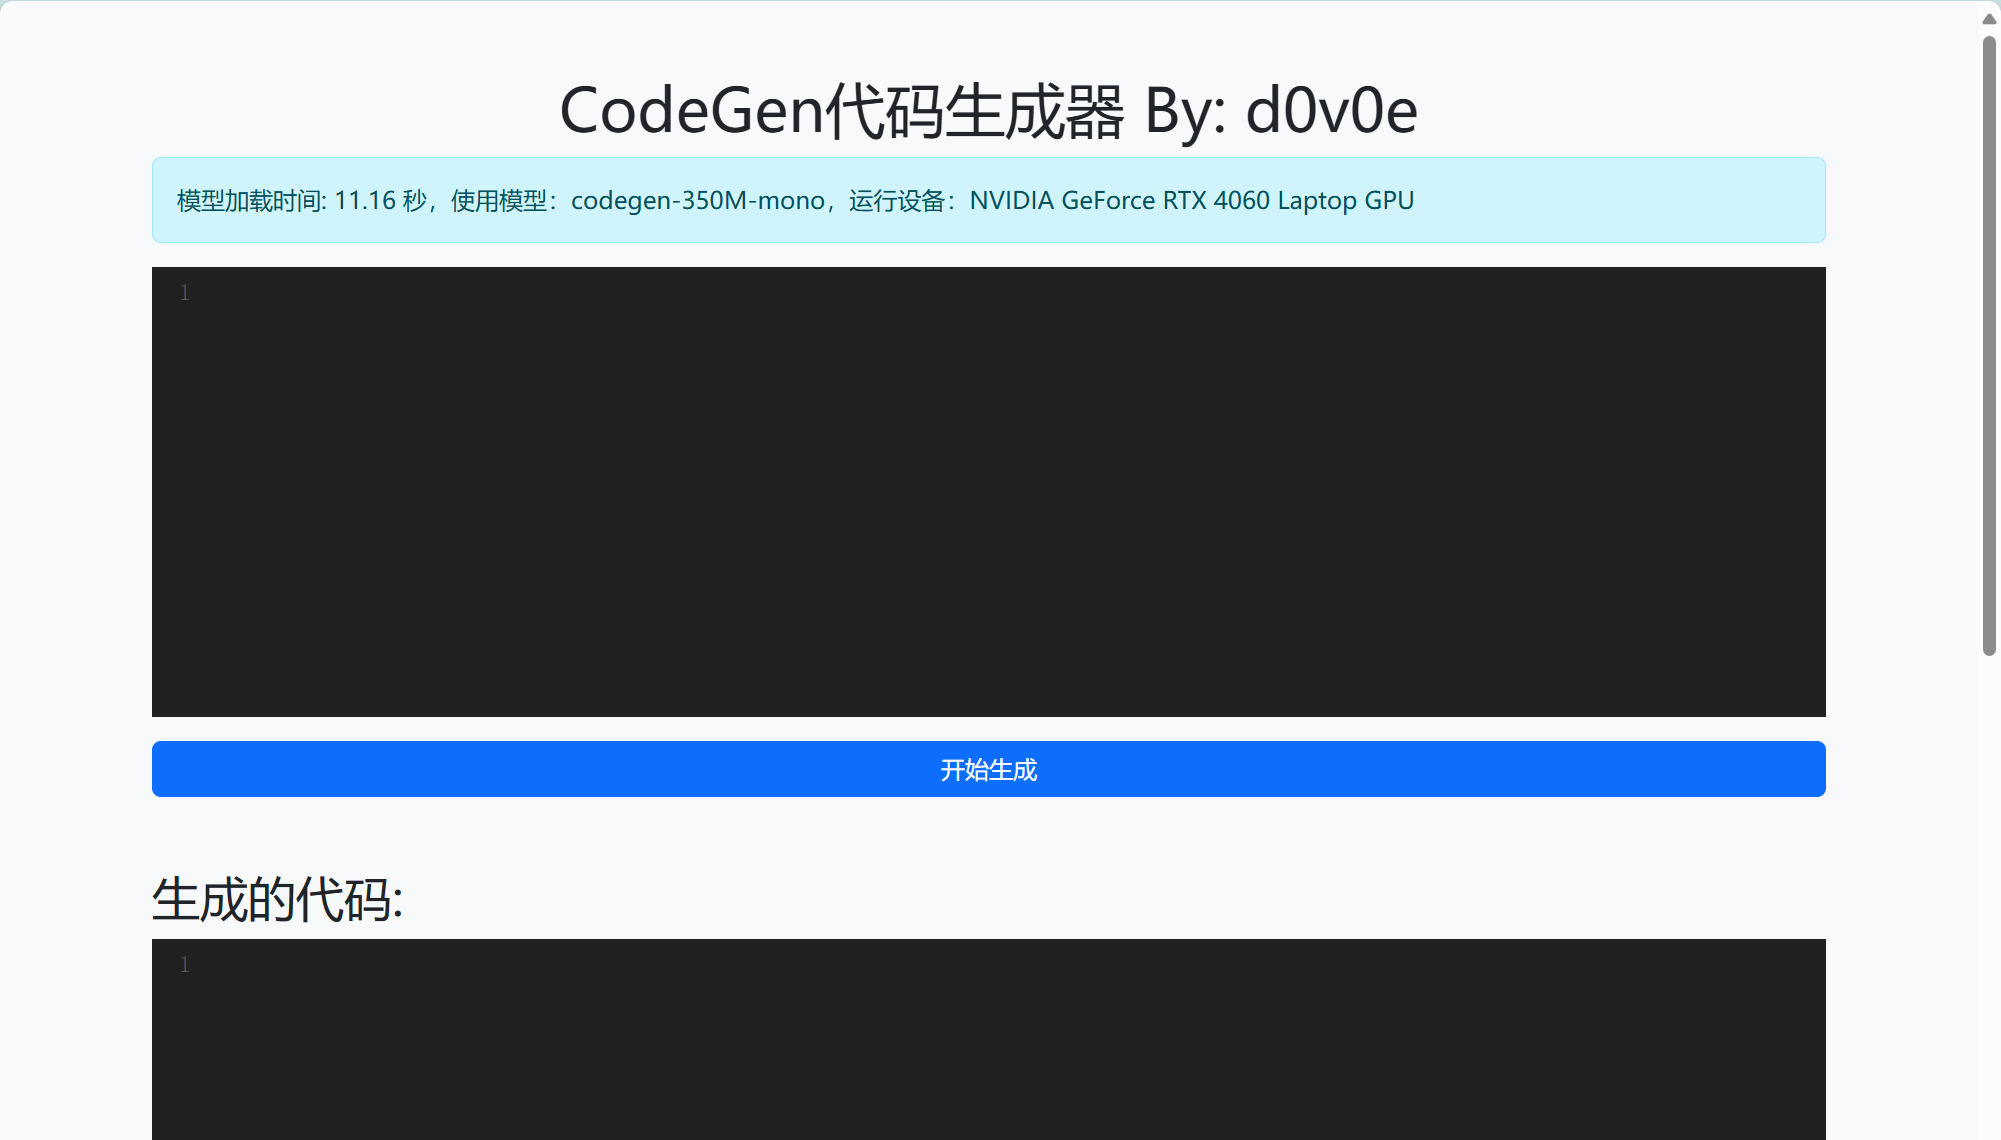 CodeGen代码生成器 By: d0v0e
模型加载时间: 11.16 秒，使用模型：codegen-350M-mono，运行设备：NVIDIA GeForce RTX 4060 Laptop GPU
1
开始生成
生成的代码:
1